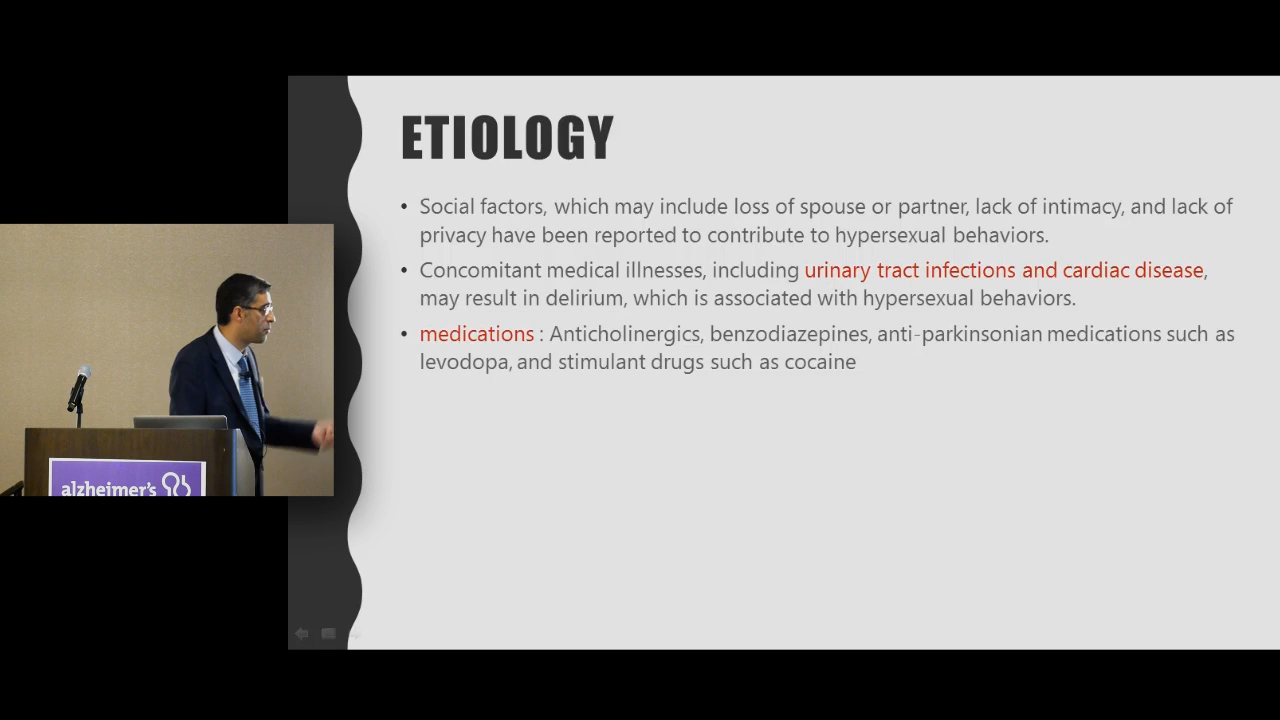 ETIOLOGY
• Social factors, which may include loss of spouse or partner, lack of intimacy, and lack of
privacy have been reported to contribute to hypersexual behaviors.
• Concomitant medical illnesses, including urinary tract infections and cardiac disease,
may result in delirium, which is associated with hypersexual behaviors.
• medications : Anticholinergics, benzodiazepines, anti-parkinsonian medications such as
levodopa, and stimulant drugs such as cocaine
alzheimer's